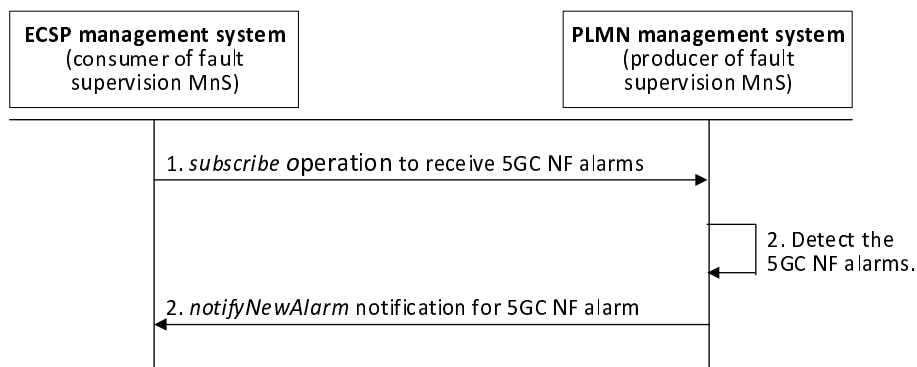 ECSP management system
(consumer of fault
supervision MnS)
PLMN management system
(producer of fault
supervision MnS)
1. subscribe operation to receive 5GC NF alarms
2. Detect the
5GC NF alarms.
2. notifyNewAlarm notification for 5GC NF alarm